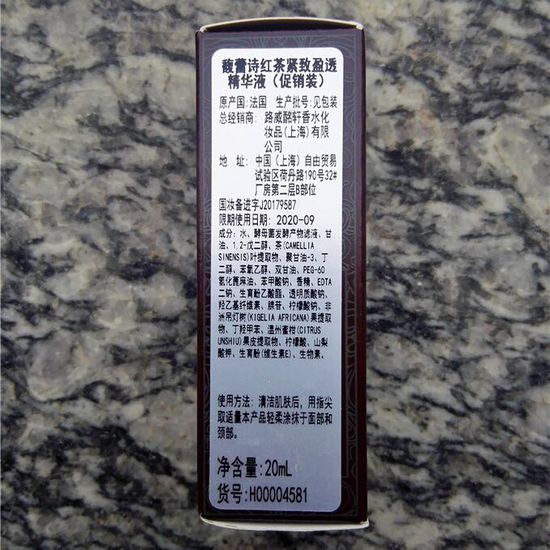 馥蕾诗红茶紧致盈透
精华液（促销装）
原产国:法国 生产批号:见包装
总经销商: 路威酩轩香水化
妆品(上海)有限
公司
地 址: 中国（上海）自由贸易
试验区荷丹路190号32#
厂房第二层B部位
国妆备进字J20179587
限期使用日期:2020-09
成分：水、酵母菌发酵产物滤液、甘
油、1,2-戊二醇、茶(CAMELLIA
SINENSIS)叶提取物、聚甘油-3、丁
二醇、苯氧乙醇、双甘油、PEG-60
氢化蓖麻油、苯甲酸钠、香精、EDTA
二钠、生育酚乙酸酯、透明质酸钠、
羟乙基纤维素、腺苷、柠檬酸钠、非
洲吊灯树(KIGELIA AFRICANA)果提取
物、丁羟甲苯、温州蜜柑(CITRUS
UNSHIU)果皮提取物、柠檬酸、山梨
酸钾、生育酚(维生素E)、生物素。
使用方法：清洁肌肤后，用指尖
取适量本产品轻柔涂抹于面部和
颈部。
净含量:20mL
货号:H00004581